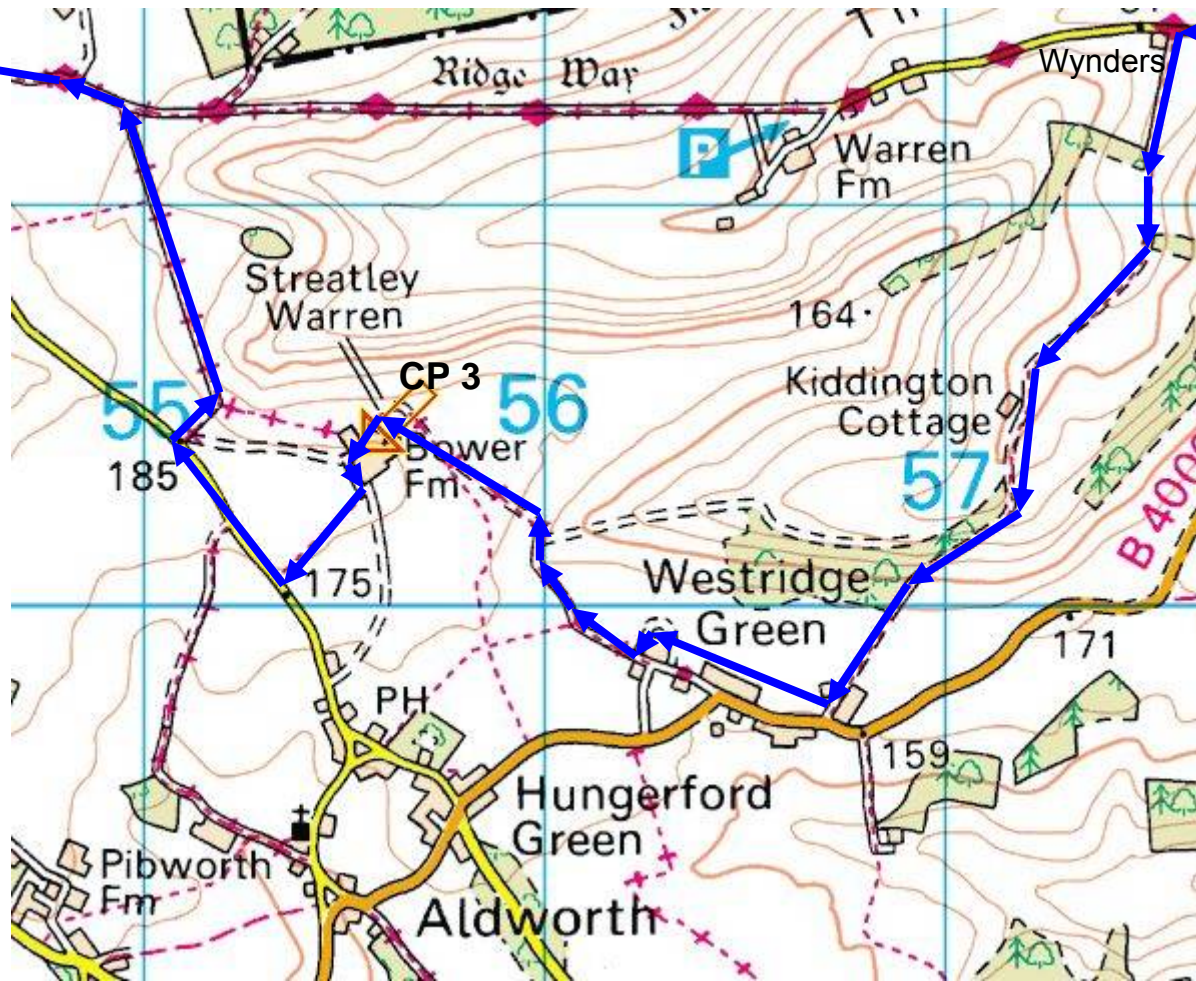 Ridge Way
Wynders
P
Warren
Fm
Streatley
Warren
164
CP 3
55
56
Kiddington
Cottage
Bower
Fm
185
57
B 400
175
Westridge
Green
171
PH
159
Hungerford
Green
Pibworth
Fm
Aldworth